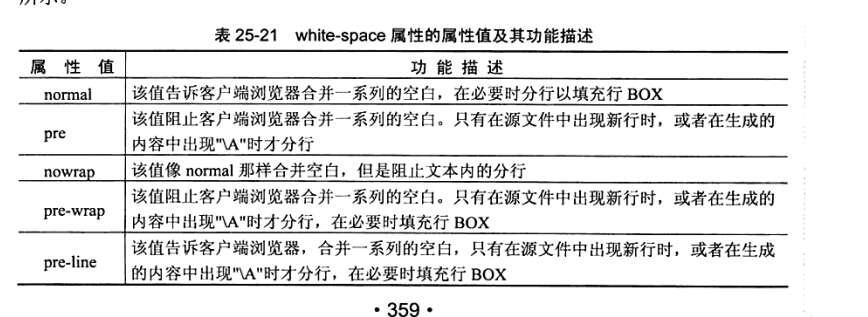 所示。
表 25-21 white-space 属性的属性值及其功能描述
属 性 值 功 能 描 述
normal 该值告诉客户端浏览器合并一系列的空白，在必要时分行以填充行 BOX
pre 该值阻止客户端浏览器合并一系列的空白。只有在源文件中出现新行时，或者在生成的
内容中出现"\A"时才分行
nowrap 该值像 normal 那样合并空白，但是阻止文本内的分行
pre-wrap 该值阻止客户端浏览器合并一系列的空白。只有在源文件中出现新行时，或者在生成的
内容中出现"\A"时才分行，在必要时填充行 BOX
pre-line 该值告诉客户端浏览器，合并一系列的空白，只有在源文件中出现新行时，或者在生成
的内容中出现"\A"时才分行，在必要时填充行 BOX
· 359 ·